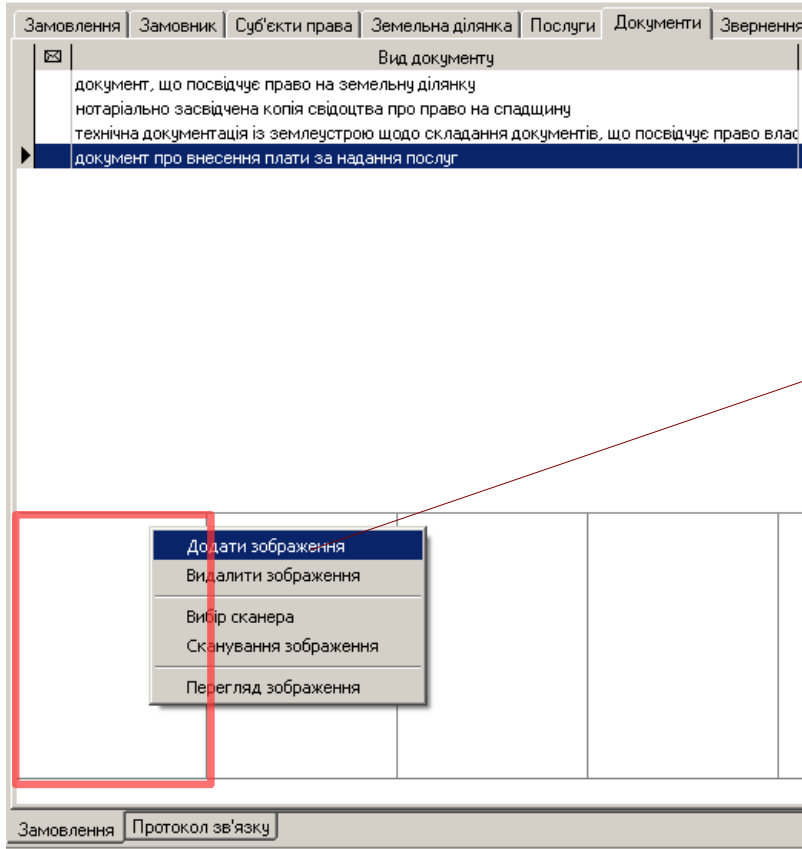 Замовлення Замовник Суб'єкти права Земельна ділянка Послуги Документи Звернення
Вид документу
документ, що посвідчує право на земельну ділянку
нотаріально засвідчена копія свідоцтва про право на спадщину
технічна документація із землеустрою щодо складання документів, що посвідчує право влас
документ про внесення плати за надання послуг
Додати зображення
Видалити зображення
Вибір сканера
Сканування зображення
Перегляд зображення
Замовлення Протокол зв'язку